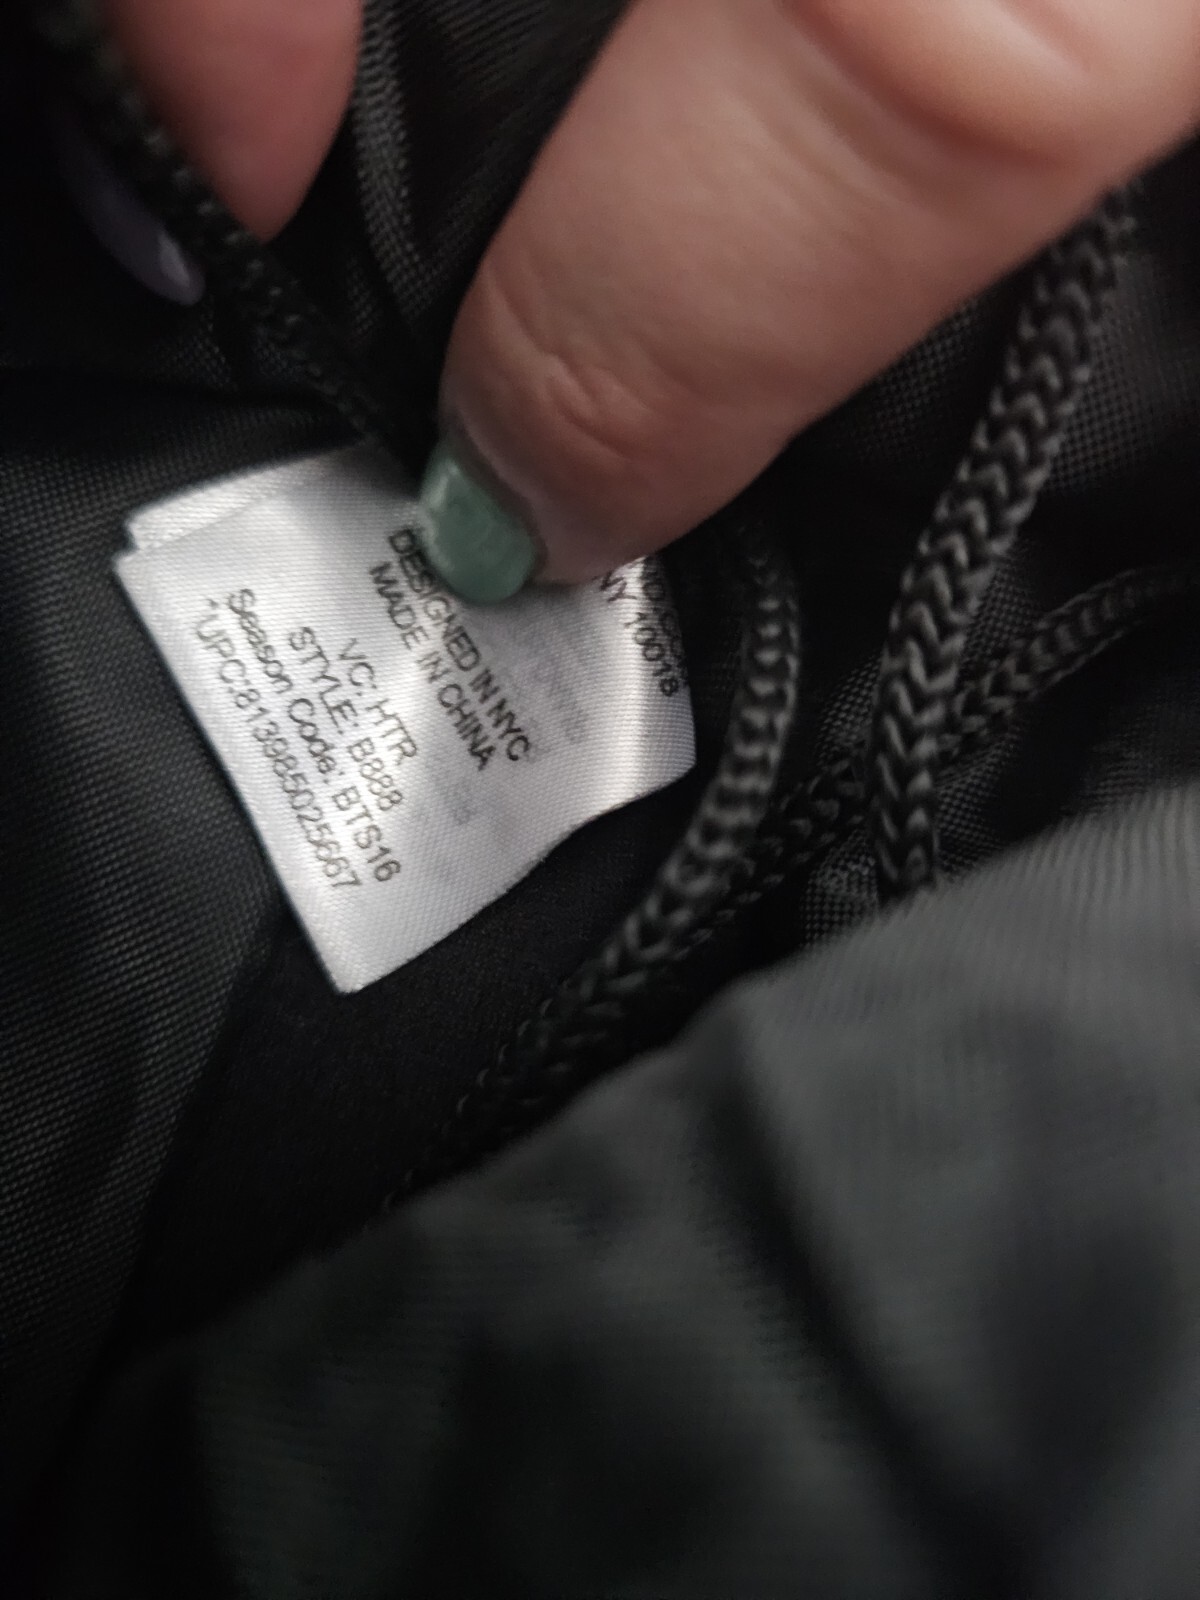 NY 10018
DESIGNED IN NYC
MADE IN CHINA
VC: HTR
STYLE: B888
Season Code: BTS16
*UPC:813985025667